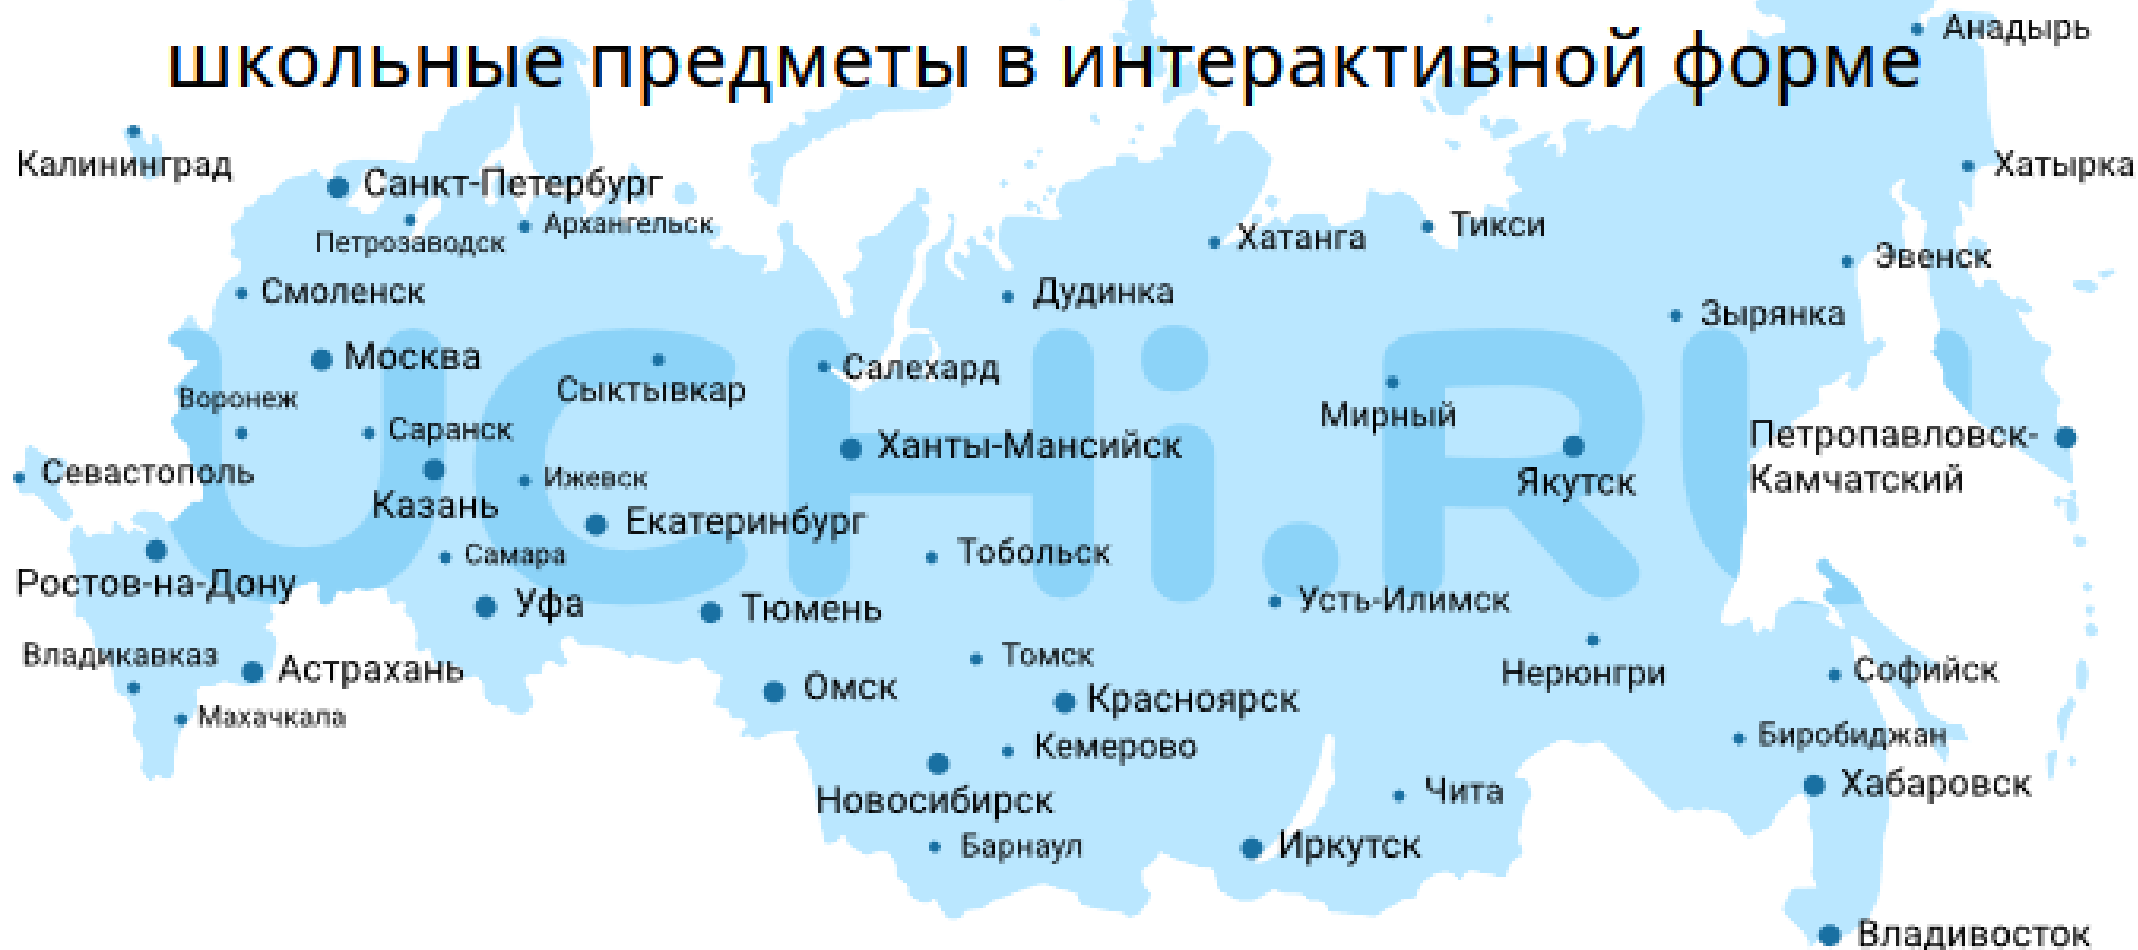 Анадырь
школьные предметы в интерактивной форме
Калининград
Хатырка
Санкт-Петербург
Петрозаводск
Архангельск
Хатанга
Тикси
Эвенск
Смоленск
Дудинка
Зырянка
UCHi.RU
Москва
Сыктывкар
Салехард
Воронеж
Мирный
Саранск
Ханты-Мансийск
Якутск
Петропавловск-
Камчатский
Севастополь
Казань
Ижевск
Екатеринбург
Самара
Тобольск
Ростов-на-Дону
Уфа
Тюмень
Усть-Илимск
Владикавказ
Астрахань
Томск
Нерюнгри
Софийск
Омск
Красноярск
Махачкала
Кемерово
Биробиджан
Новосибирск
Чита
Хабаровск
Барнаул
Иркутск
Владивосток